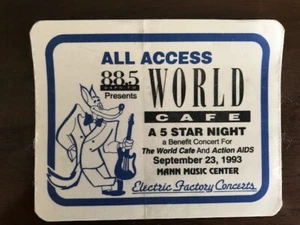 ALL ACCESS
88.5
Presents
WORLD
CAFE
A 5 STAR NIGHT
a Benefit Concert For
The World Cafe And Action AIDS
September 23, 1993
MANN MUSIC CENTER
Electric Factory Concerts